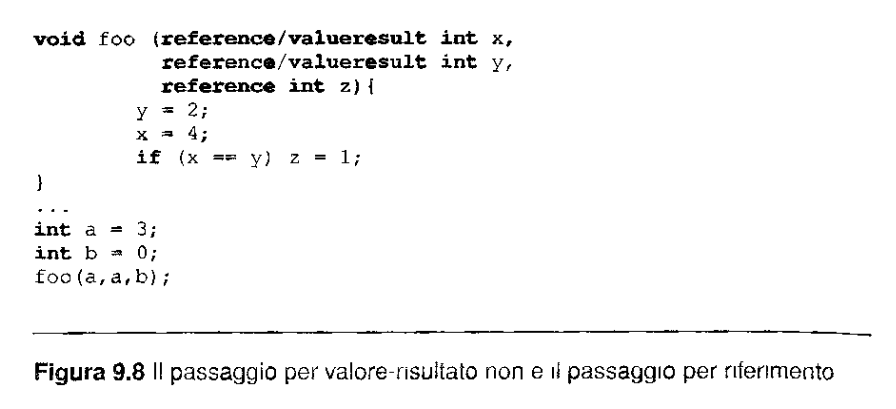 void foo (reference/valueresult int x,
reference/valueresult int y,
reference int z){
y = 2;
x = 4;
if (x == y) z = 1;
}
...
int a = 3;
int b = 0;
foo(a,a,b);
Figura 9.8 Il passaggio per valore-risultato non e il passaggio per riferimento